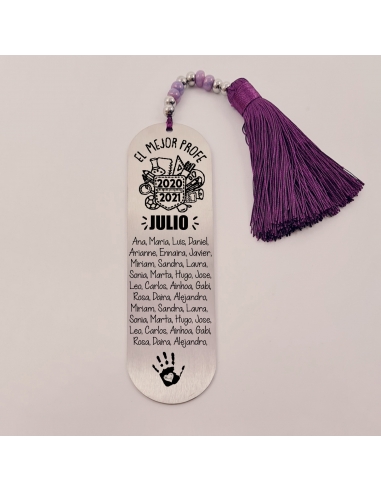 EL MEJOR PROFE
2020
2021
JULIO
Ana, Maria, Luis, Daniel,
Arianne, Ennaira, Javier,
Miriam, Sandra, Laura,
Sonia, Marta, Hugo, Jose,
Leo, Carlos, Ainhoa, Gabi,
Rosa, Daira, Alejandro,
Miriam, Sandra, Laura,
Sonia, Marta, Hugo, Jose,
Leo, Carlos, Ainhoa, Gabi,
Rosa, Daira, Alejandro,